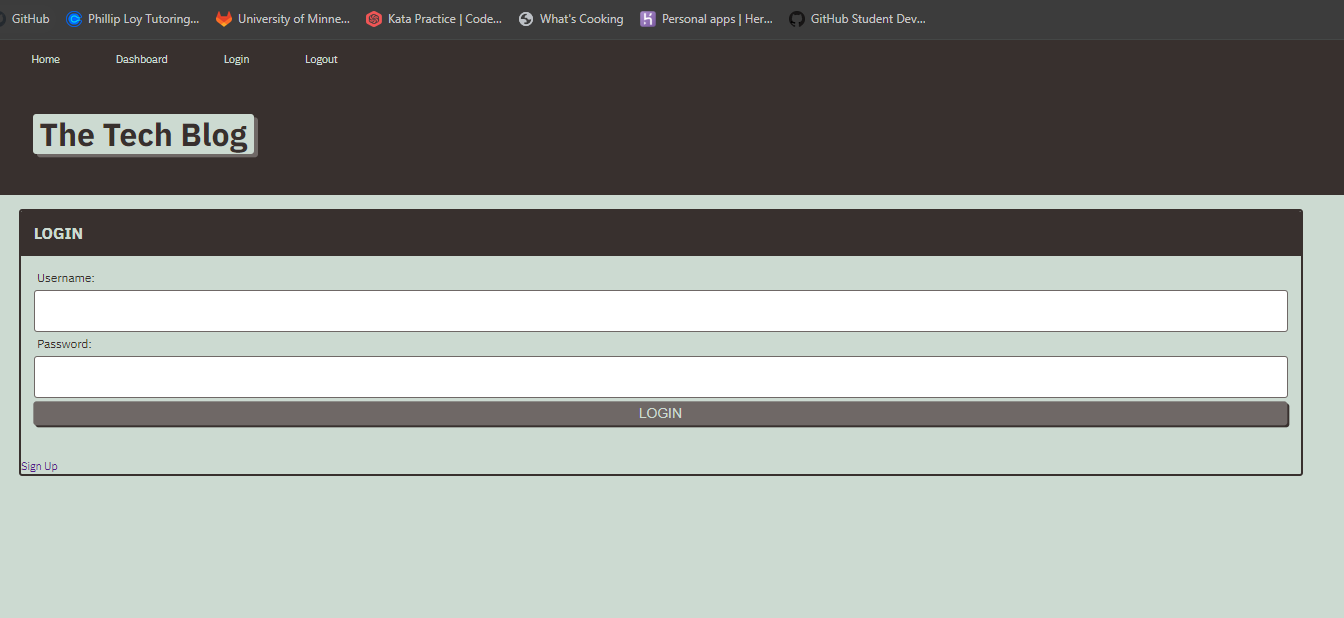 GitHub Phillip Loy Tutoring... University of Minne... Kata Practice | Code... What's Cooking Personal apps | Her... GitHub Student Dev...
Home Dashboard Login Logout
The Tech Blog
LOGIN
Username:
Password:
LOGIN
Sign Up